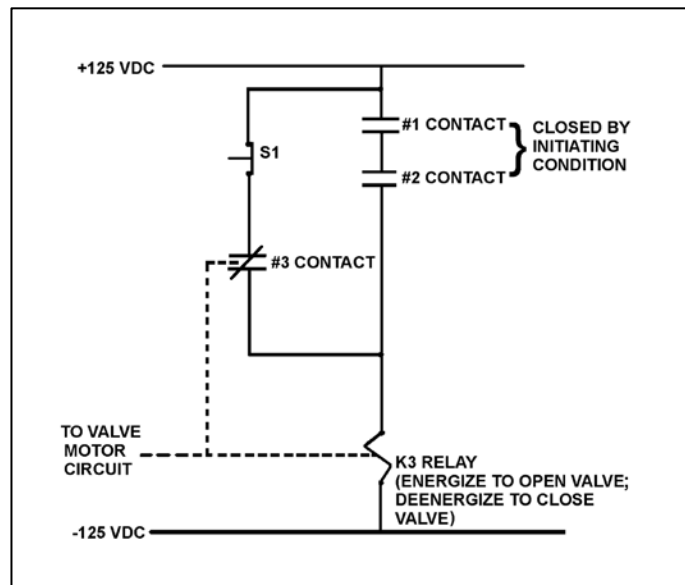 +125 VDC
#1 CONTACT
CLOSED BY
INITIATING
CONDITION
S1
#2 CONTACT
#3 CONTACT
TO VALVE
MOTOR
CIRCUIT
K3 RELAY
(ENERGIZE TO OPEN VALVE;
DEENERGIZE TO CLOSE
VALVE)
-125 VDC